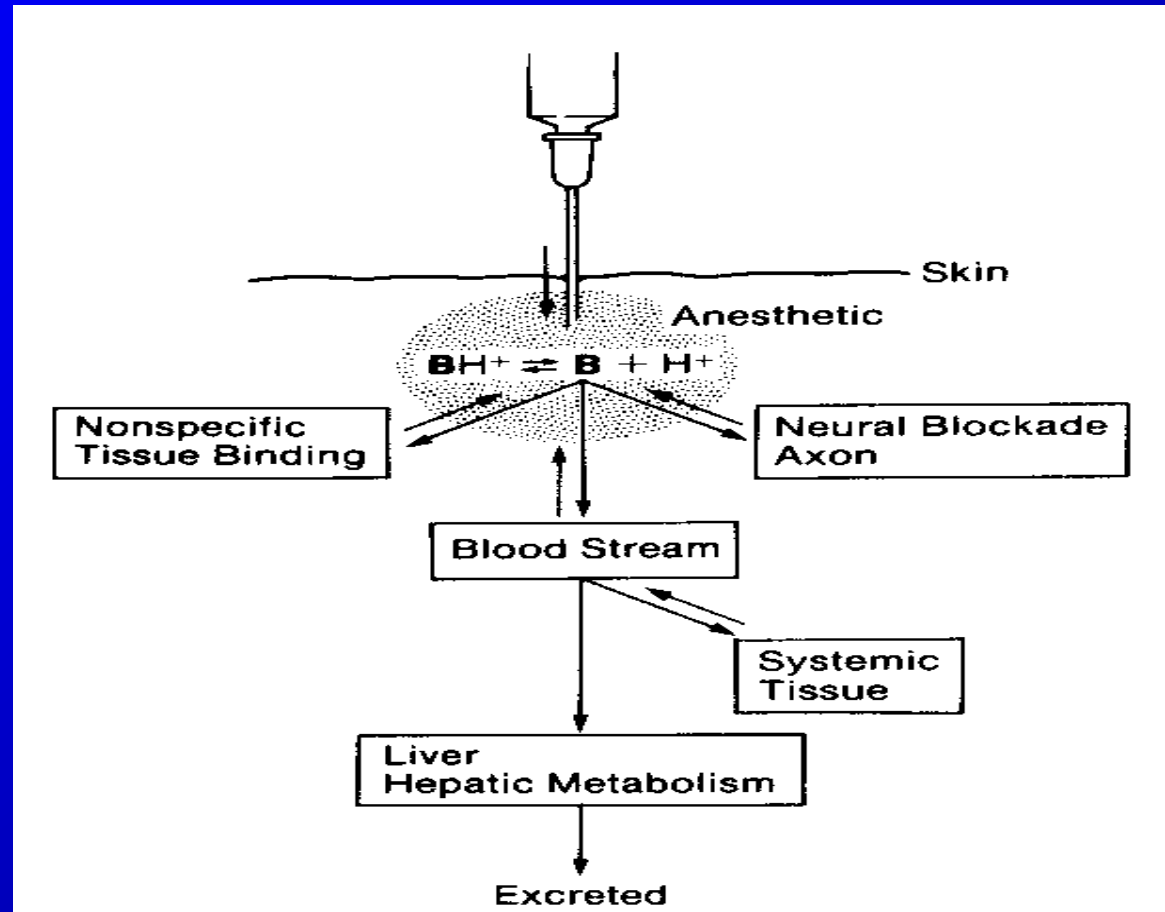 Skin
Anesthetic
BH⁺ ⇌ B + H⁺
Nonspecific
Tissue Binding
Neural Blockade
Axon
Blood Stream
Systemic
Tissue
Liver
Hepatic Metabolism
Excreted